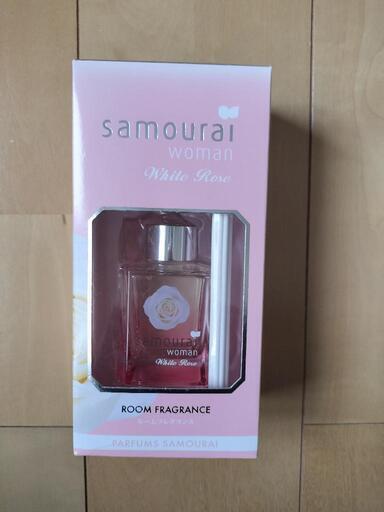 samourai
woman
White Rose
samourai
woman
White Rose
ROOM FRAGRANCE
ルームフレグランス
PARFUMS SAMOURAI